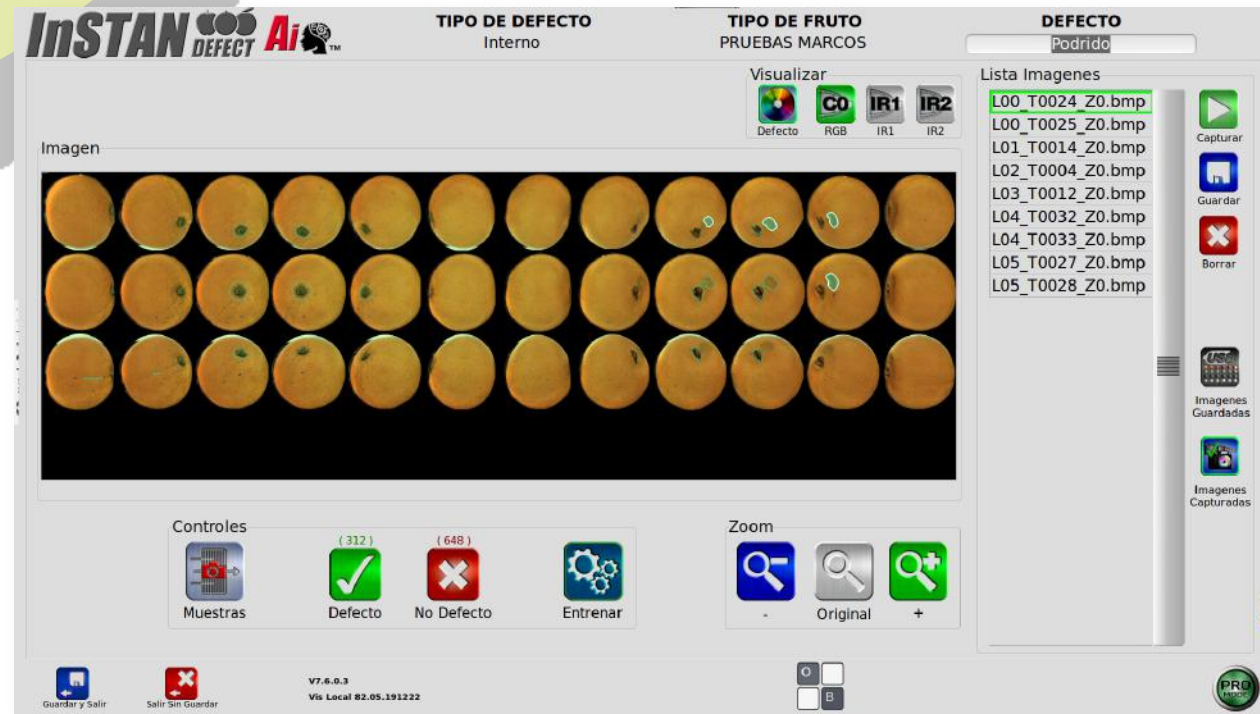 InSTAN DEFECT Ai ™
TIPO DE DEFECTO
Interno
TIPO DE FRUTO
PRUEBAS MARCOS
DEFECTO
Podrido
Visualizar
C0 IR1 IR2
Defecto RGB IR1 IR2
Lista Imagenes
L00_T0024_Z0.bmp
L00_T0025_Z0.bmp
L01_T0014_Z0.bmp
L02_T0004_Z0.bmp
L03_T0012_Z0.bmp
L04_T0032_Z0.bmp
L04_T0033_Z0.bmp
L05_T0027_Z0.bmp
L05_T0028_Z0.bmp
Capturar
Guardar
Borrar
Imagenes
Guardadas
Imagenes
Capturadas
Imagen
Controles
( 312 ) ( 648 )
Muestras Defecto No Defecto Entrenar
Zoom
- Original +
Guardar y Salir
Salir Sin Guardar
V7.6.0.3
Vis Local 82.05.191222
O
B
PRO
MODE